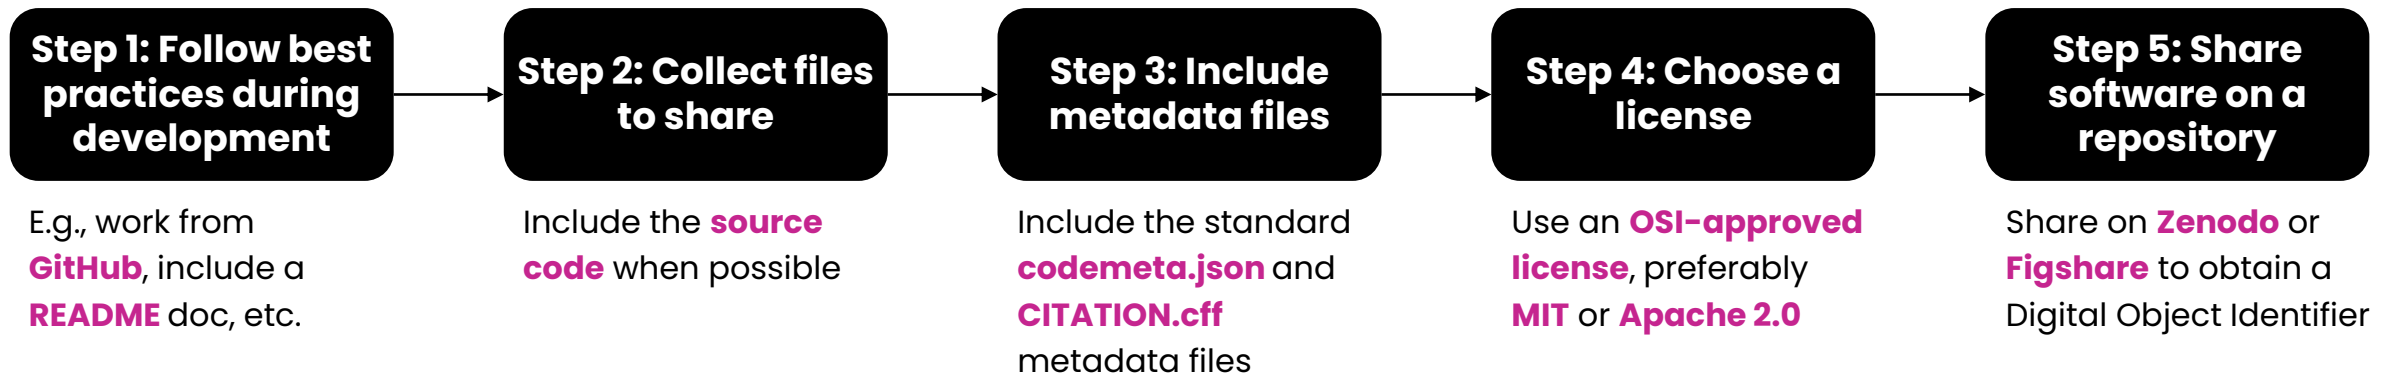 Step 1: Follow best
practices during
development
E.g., work from
GitHub, include a
README doc, etc.
Step 2: Collect files
to share
Include the source
code when possible
Step 3: Include
metadata files
Include the standard
codemeta.json and
CITATION.cff
metadata files
Step 4: Choose a
license
Use an OSI-approved
license, preferably
MIT or Apache 2.0
Step 5: Share
software on a
repository
Share on Zenodo or
Figshare to obtain a
Digital Object Identifier